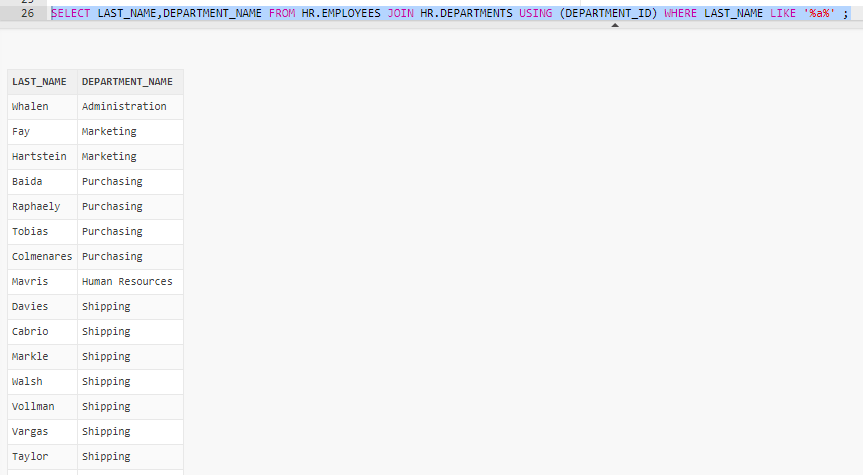 26 SELECT LAST_NAME,DEPARTMENT_NAME FROM HR.EMPLOYEES JOIN HR.DEPARTMENTS USING (DEPARTMENT_ID) WHERE LAST_NAME LIKE '%a%' ;
LAST_NAME DEPARTMENT_NAME
Whalen Administration
Fay Marketing
Hartstein Marketing
Baida Purchasing
Raphaely Purchasing
Tobias Purchasing
Colmenares Purchasing
Mavris Human Resources
Davies Shipping
Cabrio Shipping
Markle Shipping
Walsh Shipping
Vollman Shipping
Vargas Shipping
Taylor Shipping